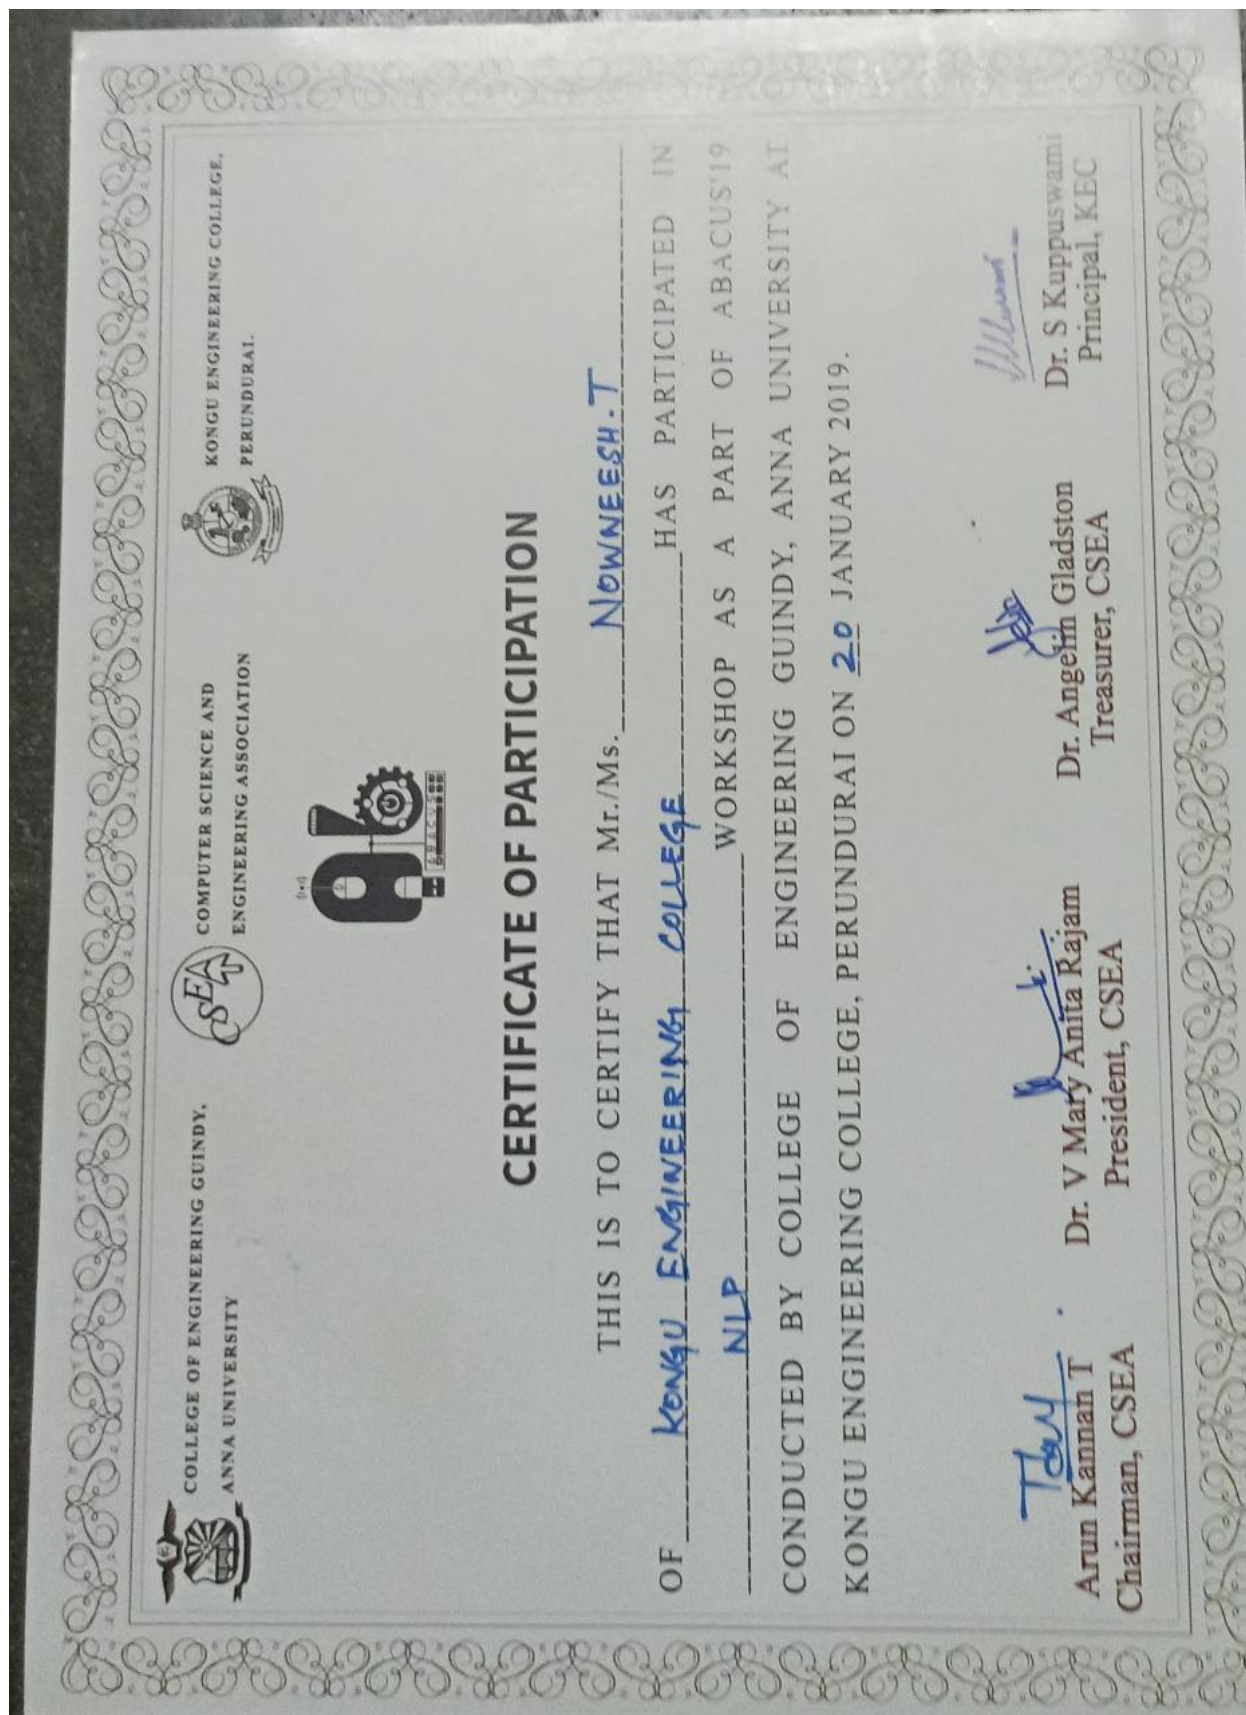 COLLEGE OF ENGINEERING GUINDY,
ANNA UNIVERSITY
CSEA
COMPUTER SCIENCE AND
ENGINEERING ASSOCIATION
KONGU ENGINEERING COLLEGE,
PERUNDURAI.
ABACUS
CERTIFICATE OF PARTICIPATION
THIS IS TO CERTIFY THAT Mr./Ms. NOWNEESH.T
OF KONGU ENGINEERING COLLEGE HAS PARTICIPATED IN
NLP WORKSHOP AS A PART OF ABACUS'19
CONDUCTED BY COLLEGE OF ENGINEERING GUINDY, ANNA UNIVERSITY AT
KONGU ENGINEERING COLLEGE, PERUNDURAI ON 20 JANUARY 2019.
Arun Kannan T
Chairman, CSEA
Dr. V Mary Anita Rajam
President, CSEA
Dr. Angelin Gladston
Treasurer, CSEA
Dr. S Kuppuswami
Principal, KEC